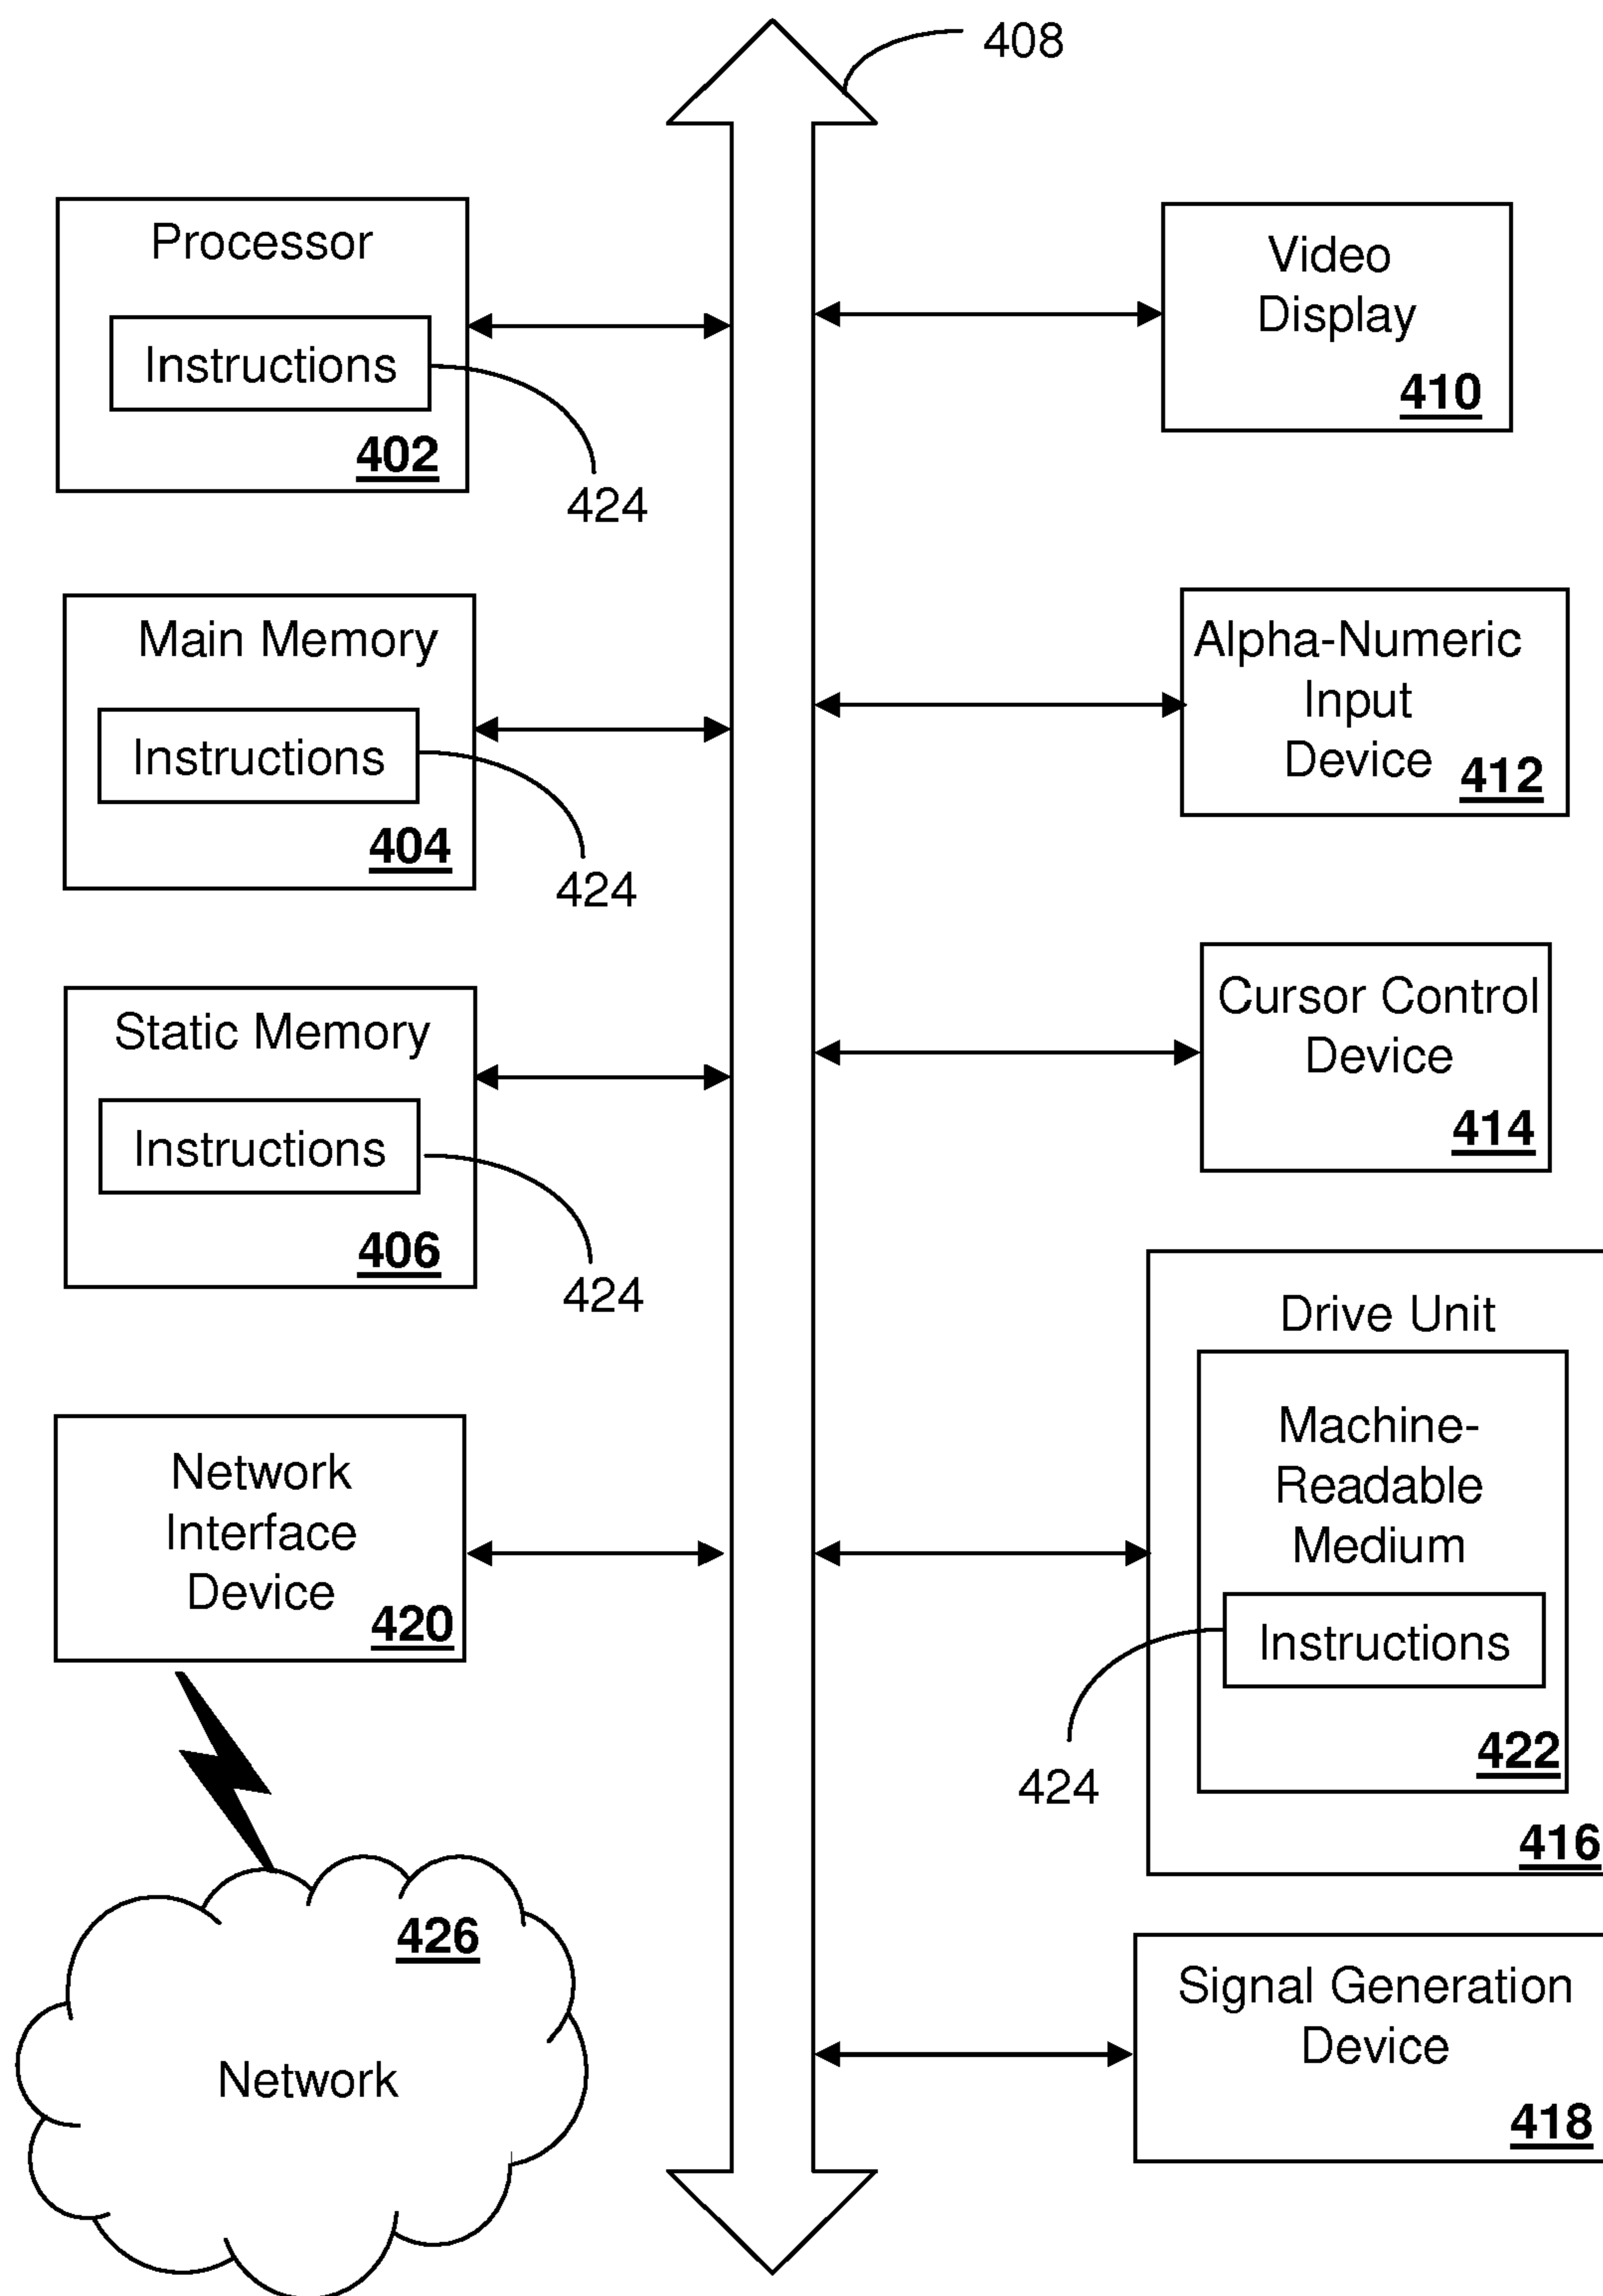 408
Processor
Instructions
402
424
Main Memory
Instructions
404
424
Static Memory
Instructions
406
424
Network
Interface
Device
420
426
Network
Video
Display
410
Alpha-Numeric
Input
Device
412
Cursor Control
Device
414
Drive Unit
Machine-
Readable
Medium
Instructions
422
424
416
Signal Generation
Device
418